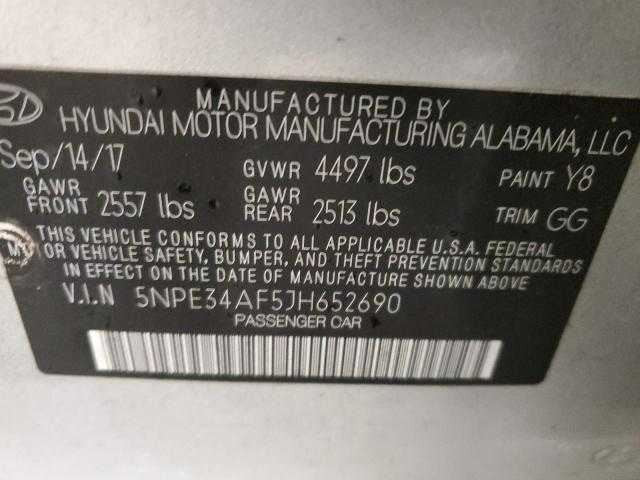 MANUFACTURED BY
HYUNDAI MOTOR MANUFACTURING ALABAMA, LLC
Sep/14/17 GVWR 4497 lbs PAINT Y8
GAWR FRONT 2557 lbs GAWR REAR 2513 lbs TRIM GG
THIS VEHICLE CONFORMS TO ALL APPLICABLE U.S.A. FEDERAL
MOTOR VEHICLE SAFETY, BUMPER, AND THEFT PREVENTION STANDARDS
IN EFFECT ON THE DATE OF MANUFACTURE SHOWN ABOVE
V.I.N 5NPE34AF5JH652690
PASSENGER CAR